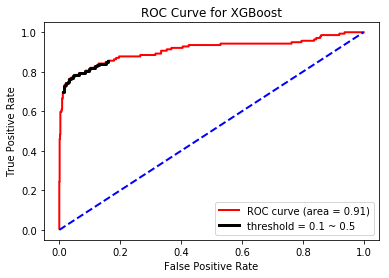 ROC Curve for XGBoost
True Positive Rate
1.0
0.8
0.6
0.4
0.2
0.0
ROC curve (area = 0.91)
threshold = 0.1 ~ 0.5
0.0 0.2 0.4 0.6 0.8 1.0
False Positive Rate